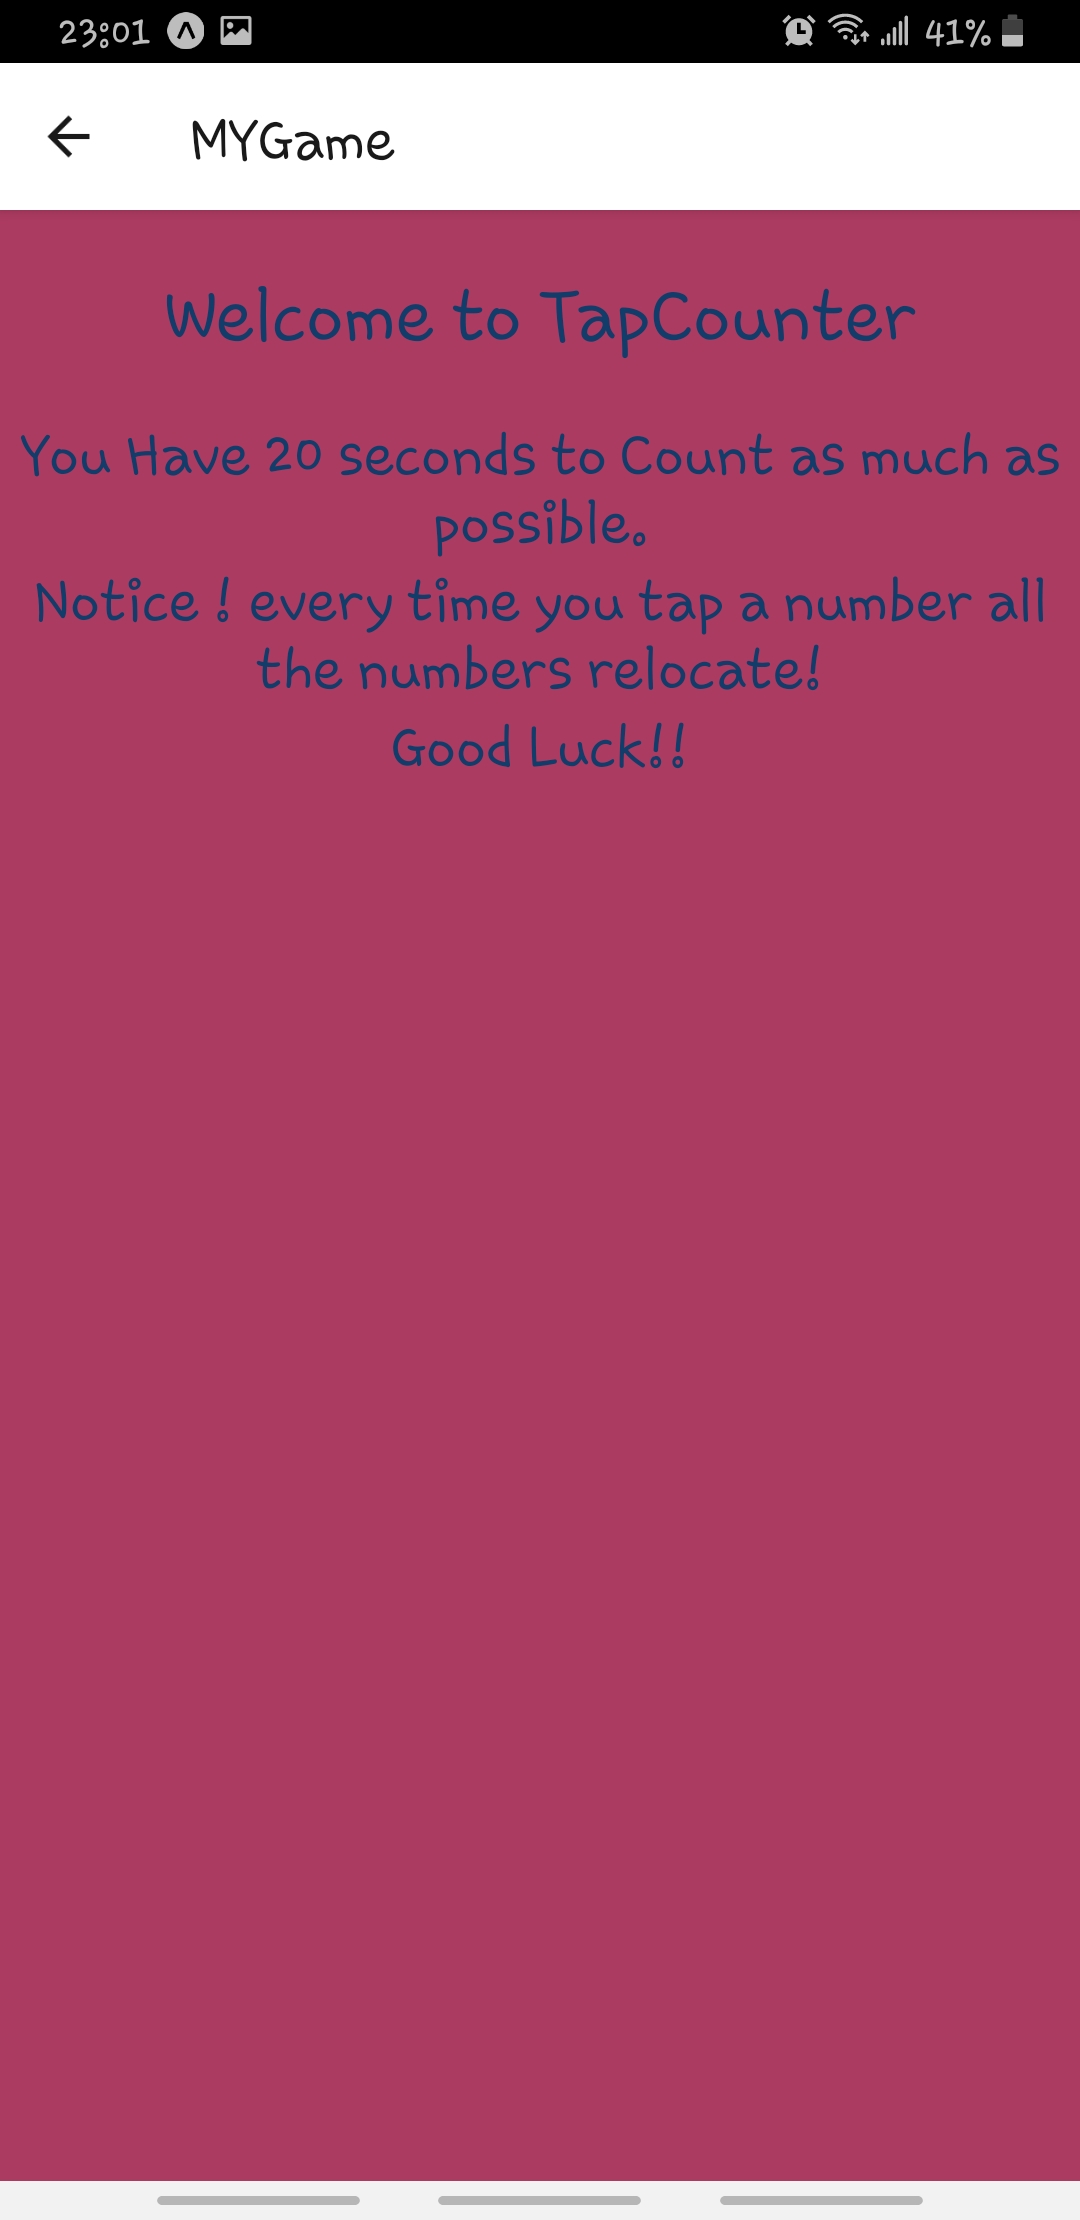 23:01 41%
MYGame
Welcome to TapCounter
You Have 20 seconds to Count as much as
possible.
Notice ! every time you tap a number all
the numbers relocate!
Good Luck!!